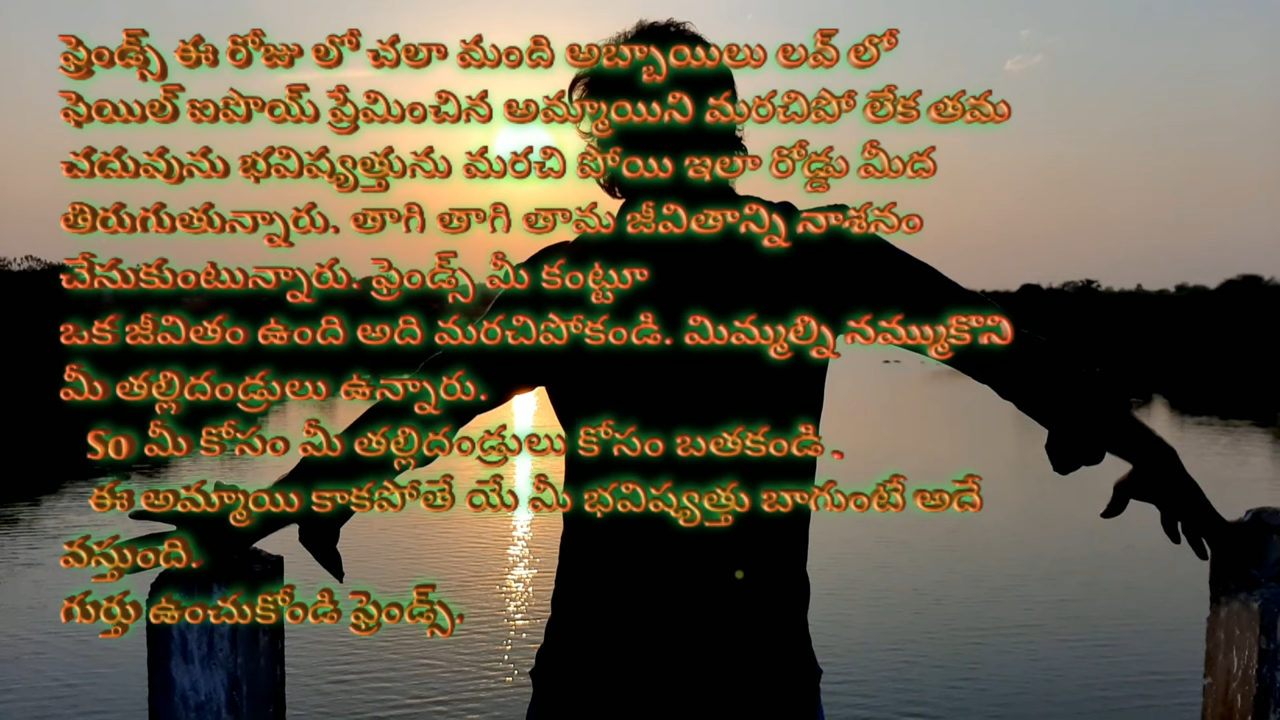 ఫ్రెండ్స్ ఈ రోజు లో చలా మంది అబ్బాయిలు లవ్ లో
ఫెయిల్ ఐపొయ్ ప్రేమించిన అమ్మాయిని మరచిపో లేక తమ
చదువును భవిష్యత్తును మరచి పోయి ఇలా రోడ్డు మీద
తిరుగుతున్నారు. తాగి తాగి తామ జీవితాన్ని నాశనం
చేసుకుంటున్నారు. ఫ్రెండ్స్ మీ కంట్టూ
ఒక జీవితం ఉంది అది మరచిపోకండి. మిమ్మల్ని నమ్ముకొని
మీ తల్లిదండ్రులు ఉన్నారు.
So మీ కోసం మీ తల్లిదండ్రులు కోసం బతకండి.
ఈ అమ్మాయి కాకపోతే యే మీ భవిష్యత్తు బాగుంటే అదే
వస్తుంది.
గుర్తు ఉంచుకోండి ఫ్రెండ్స్.